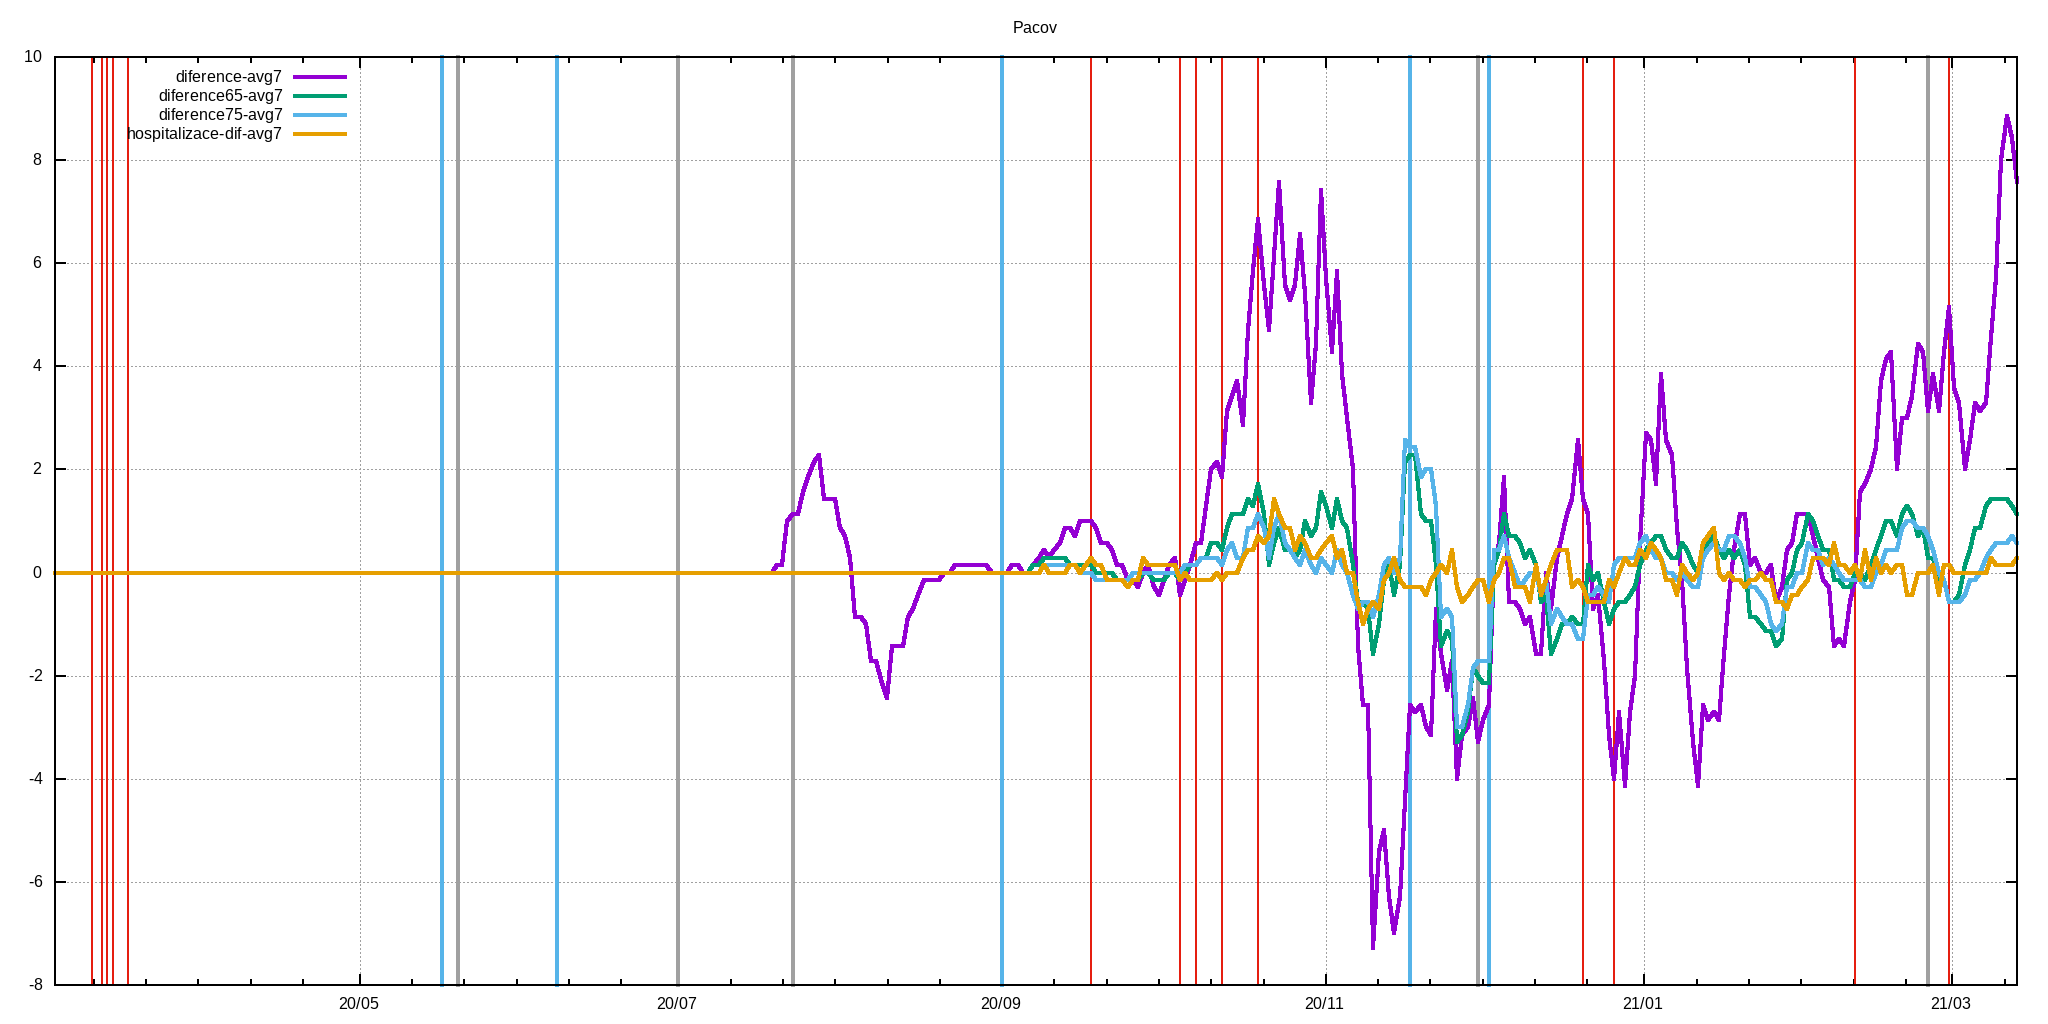 Pacov
10
8
6
4
2
0
-2
-4
-6
-8
diference-avg7
diference65-avg7
diference75-avg7
hospitalizace-dif-avg7
20/05 20/07 20/09 20/11 21/01 21/03